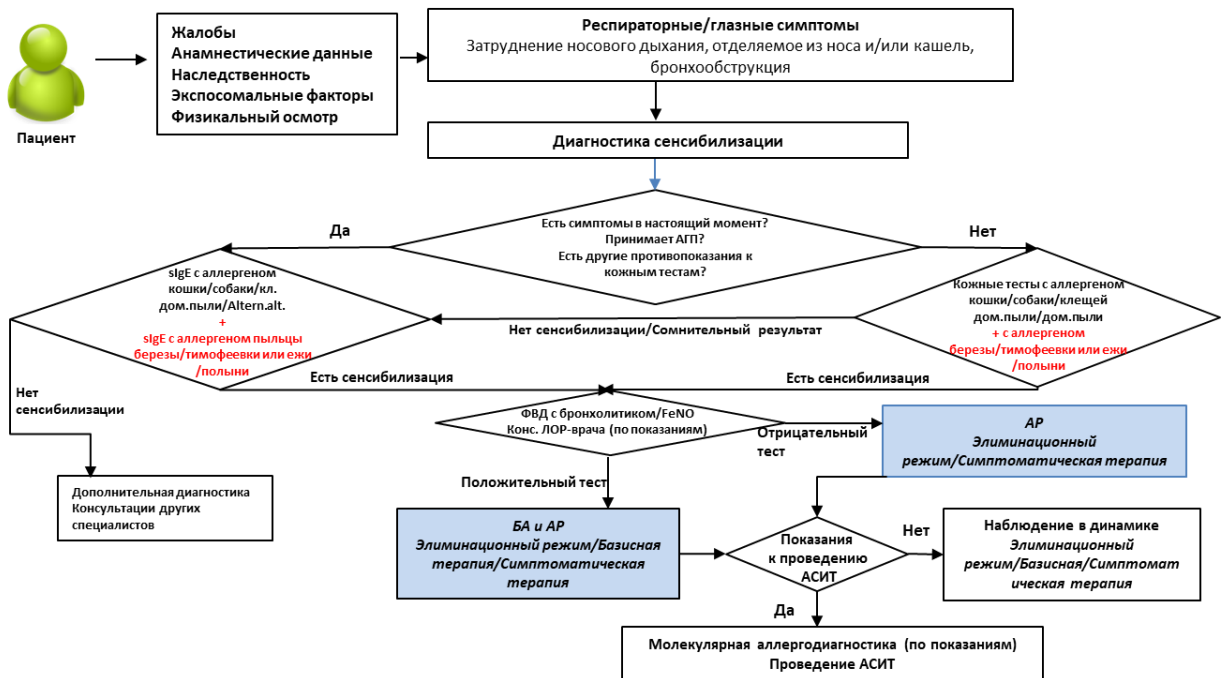 Пациент
Жалобы
Анамнестические данные
Наследственность
Экспосомальные факторы
Физикальный осмотр
Респираторные/глазные симптомы
Затруднение носового дыхания, отделяемое из носа и/или кашель,
бронхообструкция
Диагностика сенсибилизации
Есть симптомы в настоящий момент?
Принимает АГП?
Есть другие противопоказания к
кожным тестам?
Да
Нет
sIgE с аллергеном
кошки/собаки/кл.
дом.пыли/Altern.alt.
+
sIgE с аллергеном пыльцы
березы/тимофеевки или ежи
/полыни
Кожные тесты с аллергеном
кошки/собаки/клещей
дом.пыли/дом.пыли
+ с аллергеном
березы/тимофеевки или ежи
/полыни
Нет сенсибилизации/Сомнительный результат
Есть сенсибилизация
Есть сенсибилизация
Нет
сенсибилизации
ФВД с бронхолитиком/FeNO
Конс. ЛОР-врача (по показаниям)
Отрицательный
тест
АР
Элиминационный
режим/Симптоматическая терапия
Положительный тест
Дополнительная диагностика
Консультации других
специалистов
БА и АР
Элиминационный режим/Базисная
терапия/Симптоматическая
терапия
Показания
к проведению
АСИТ
Нет
Наблюдение в динамике
Элиминационный
режим/Базисная/Симптомат
ическая терапия
Да
Молекулярная аллергодиагностика (по показаниям)
Проведение АСИТ